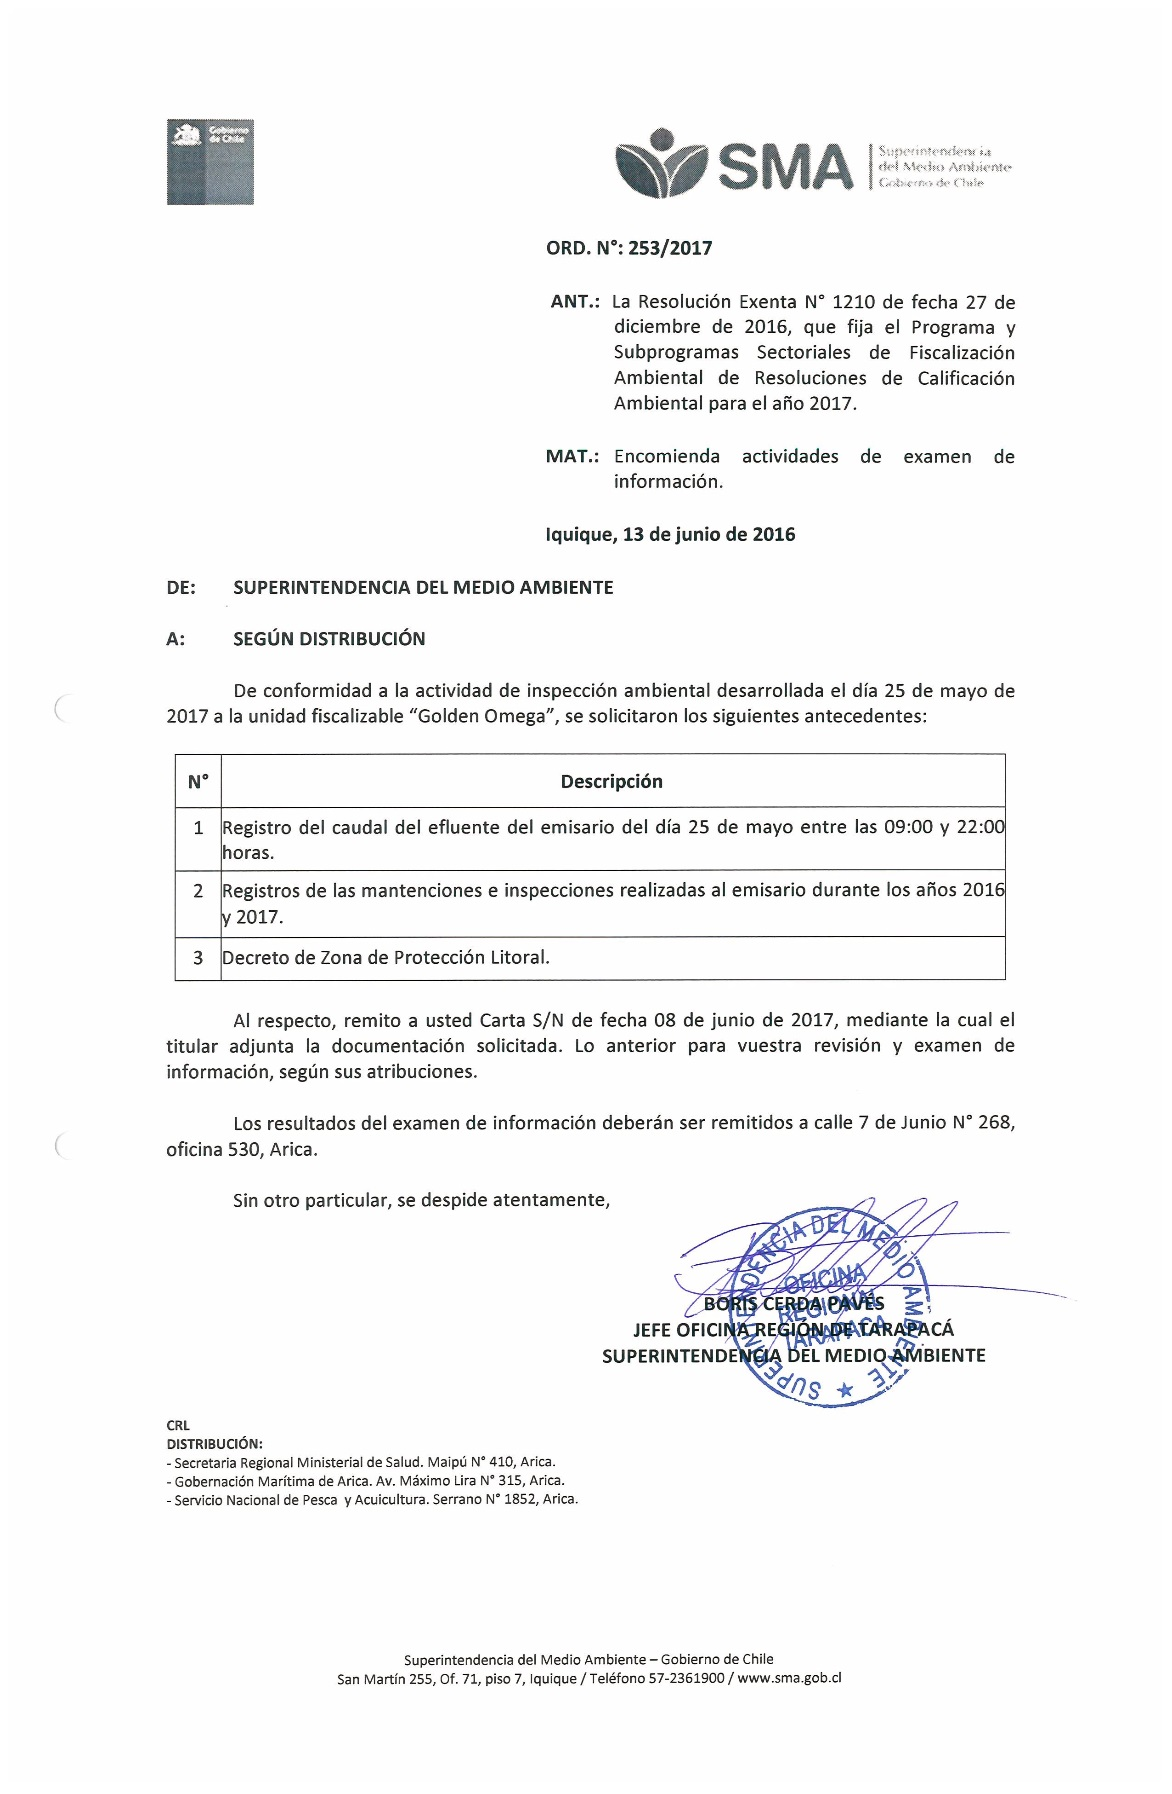 Gobierno
de Chile
SMA
Superintendencia
del Medio Ambiente
Gobierno de Chile
ORD. N°: 253/2017
ANT.: La Resolución Exenta N° 1210 de fecha 27 de
diciembre de 2016, que fija el Programa y
Subprogramas Sectoriales de Fiscalización
Ambiental de Resoluciones de Calificación
Ambiental para el año 2017.
MAT.: Encomienda actividades de examen de
información.
Iquique, 13 de junio de 2016
DE: SUPERINTENDENCIA DEL MEDIO AMBIENTE
A: SEGÚN DISTRIBUCIÓN
De conformidad a la actividad de inspección ambiental desarrollada el día 25 de mayo de
2017 a la unidad fiscalizable “Golden Omega”, se solicitaron los siguientes antecedentes:
N° Descripción
1 Registro del caudal del efluente del emisario del día 25 de mayo entre las 09:00 y 22:00
horas.
2 Registros de las mantenciones e inspecciones realizadas al emisario durante los años 2016
y 2017.
3 Decreto de Zona de Protección Litoral.
Al respecto, remito a usted Carta S/N de fecha 08 de junio de 2017, mediante la cual el
titular adjunta la documentación solicitada. Lo anterior para vuestra revisión y examen de
información, según sus atribuciones.
Los resultados del examen de información deberán ser remitidos a calle 7 de Junio N° 268,
oficina 530, Arica.
Sin otro particular, se despide atentamente,
SUPERINTENDENCIA DEL MEDIO AMBIENTE
OFICINA
REGIONAL
TARAPACA
BORIS CERDA PAVÉS
JEFE OFICINA REGIÓN DE TARAPACÁ
SUPERINTENDENCIA DEL MEDIO AMBIENTE
CRL
DISTRIBUCIÓN:
- Secretaria Regional Ministerial de Salud. Maipú N° 410, Arica.
- Gobernación Marítima de Arica. Av. Máximo Lira N° 315, Arica.
- Servicio Nacional de Pesca y Acuicultura. Serrano N° 1852, Arica.
Superintendencia del Medio Ambiente – Gobierno de Chile
San Martín 255, Of. 71, piso 7, Iquique / Teléfono 57-2361900 / www.sma.gob.cl